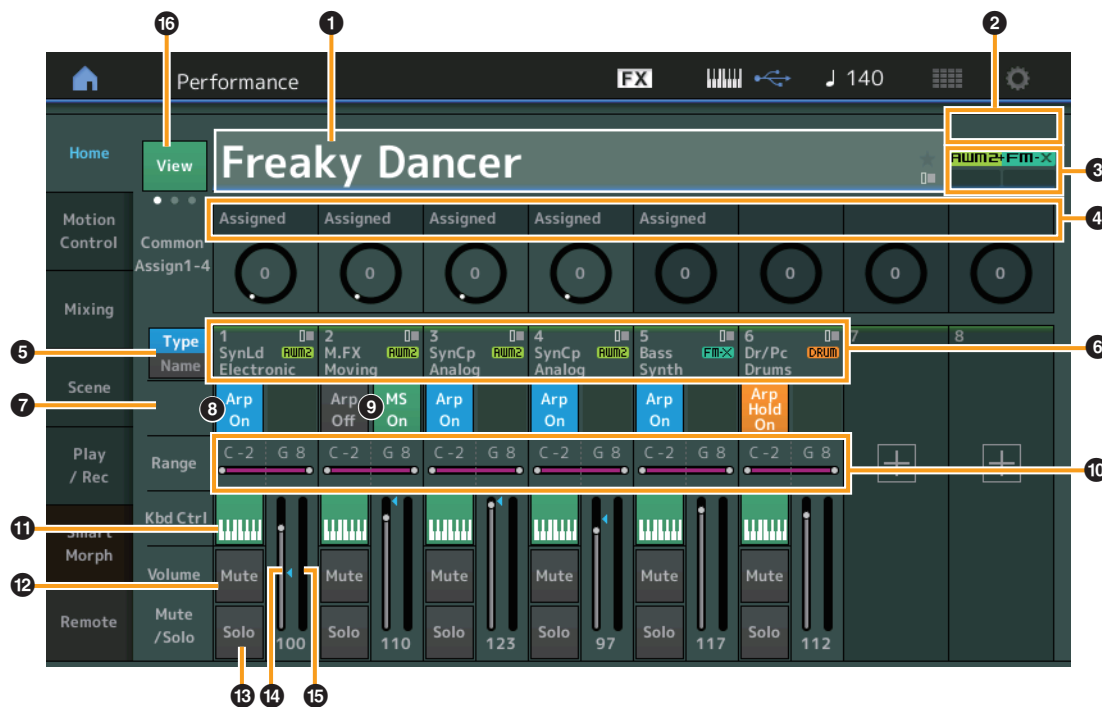 16 1 2
Performance FX 140
Home View Freaky Dancer AWM2+FM-X 3
Motion Control Assigned Assigned Assigned Assigned Assigned 4
Common Assign1-4 0 0 0 0 0 0 0 0
Mixing
5 Type Name
1 SynLd AWM2 Electronic
2 M.FX AWM2 Moving
3 SynCp AWM2 Analog
4 SynCp AWM2 Analog
5 Bass FM-X Synth
6 Dr/Pc DRUM Drums
7
8
6
Scene
7 8 Arp On Arp Off 9 MS On Arp On Arp On Arp On Arp Hold On
Play / Rec Range C -2 G 8 C -2 G 8 C -2 G 8 C -2 G 8 C -2 G 8 C -2 G 8 10
11 Smart Morph Kbd Ctrl
12 Volume Mute Mute Mute Mute Mute Mute
Remote Mute /Solo Solo 100 Solo 110 Solo 123 Solo 97 Solo 117 Solo 112
13 14 15